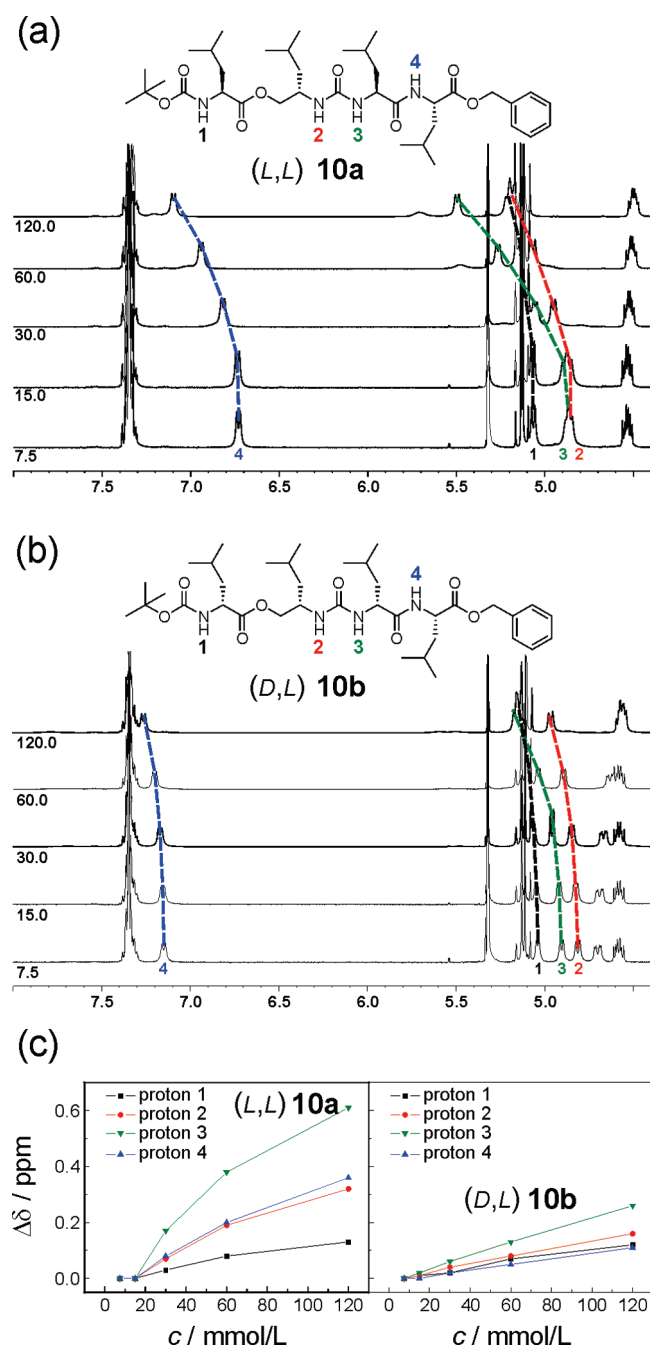 (a)
O O O 4 O
H N
O N H O O N H N H O O
1 2 3
(L,L) 10a
120.0
60.0
30.0
15.0
7.5
4 1 3 2
7.5 7.0 6.5 6.0 5.5 5.0
(b)
O O O 4 O
H N
O N H O O N H N H O O
1 2 3
(D,L) 10b
120.0
60.0
30.0
15.0
7.5
4 1 3 2
7.5 7.0 6.5 6.0 5.5 5.0
(c)
proton 1 (L,L) 10a
proton 2
proton 3
proton 4
proton 1
proton 2
proton 3
proton 4
(D,L) 10b
Δδ / ppm
0.6
0.4
0.2
0.0
0 20 40 60 80 100 120
0 20 40 60 80 100 120
c / mmol/L c / mmol/L